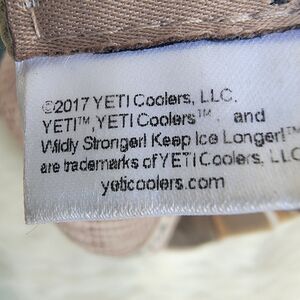 ©2017 YETI Coolers, LLC.
YETI™, YETI Coolers™, and
Wildly Stronger! Keep Ice Longer!™
are trademarks of YETI Coolers, LLC
yeticoolers.com